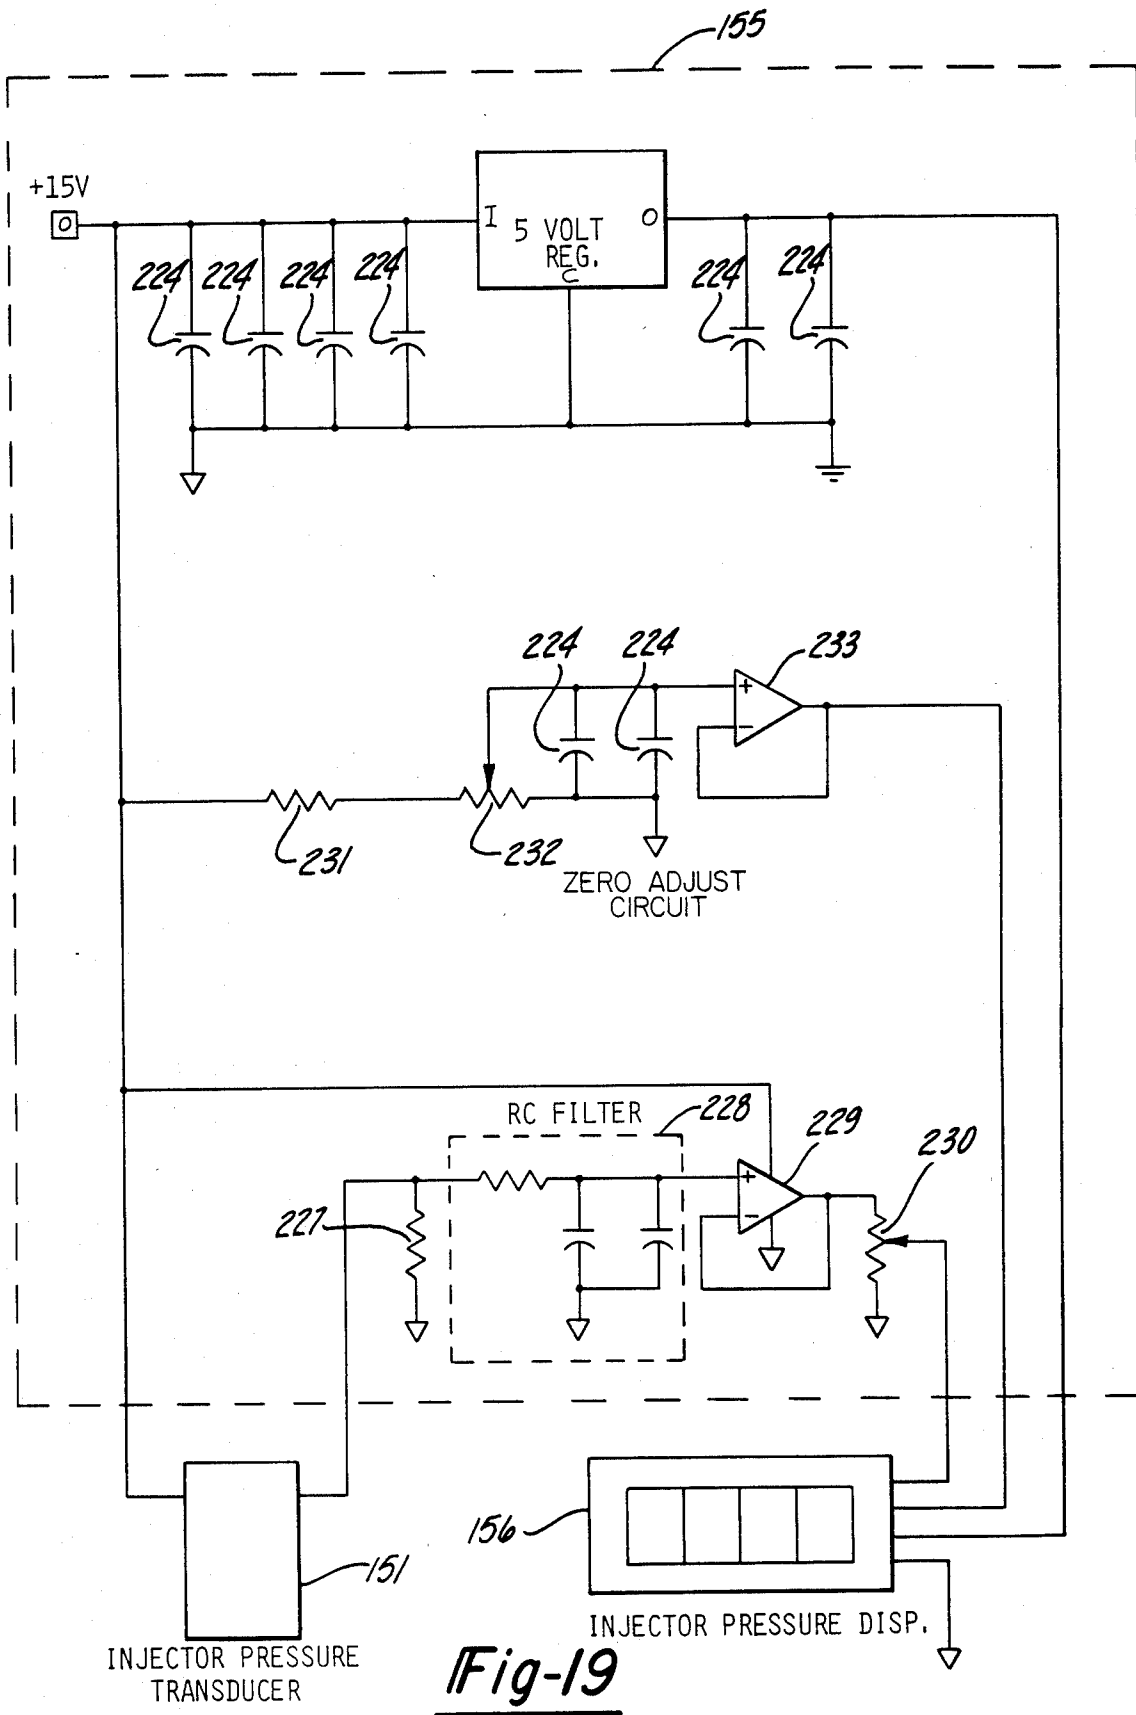 155
+15V
I 5 VOLT O
REG.
C
224 224 224 224 224 224
224 224 233
+
-
231 232
ZERO ADJUST
CIRCUIT
RC FILTER 228 229 230
227
+
-
156
151
INJECTOR PRESSURE DISP.
INJECTOR PRESSURE
TRANSDUCER
Fig-19